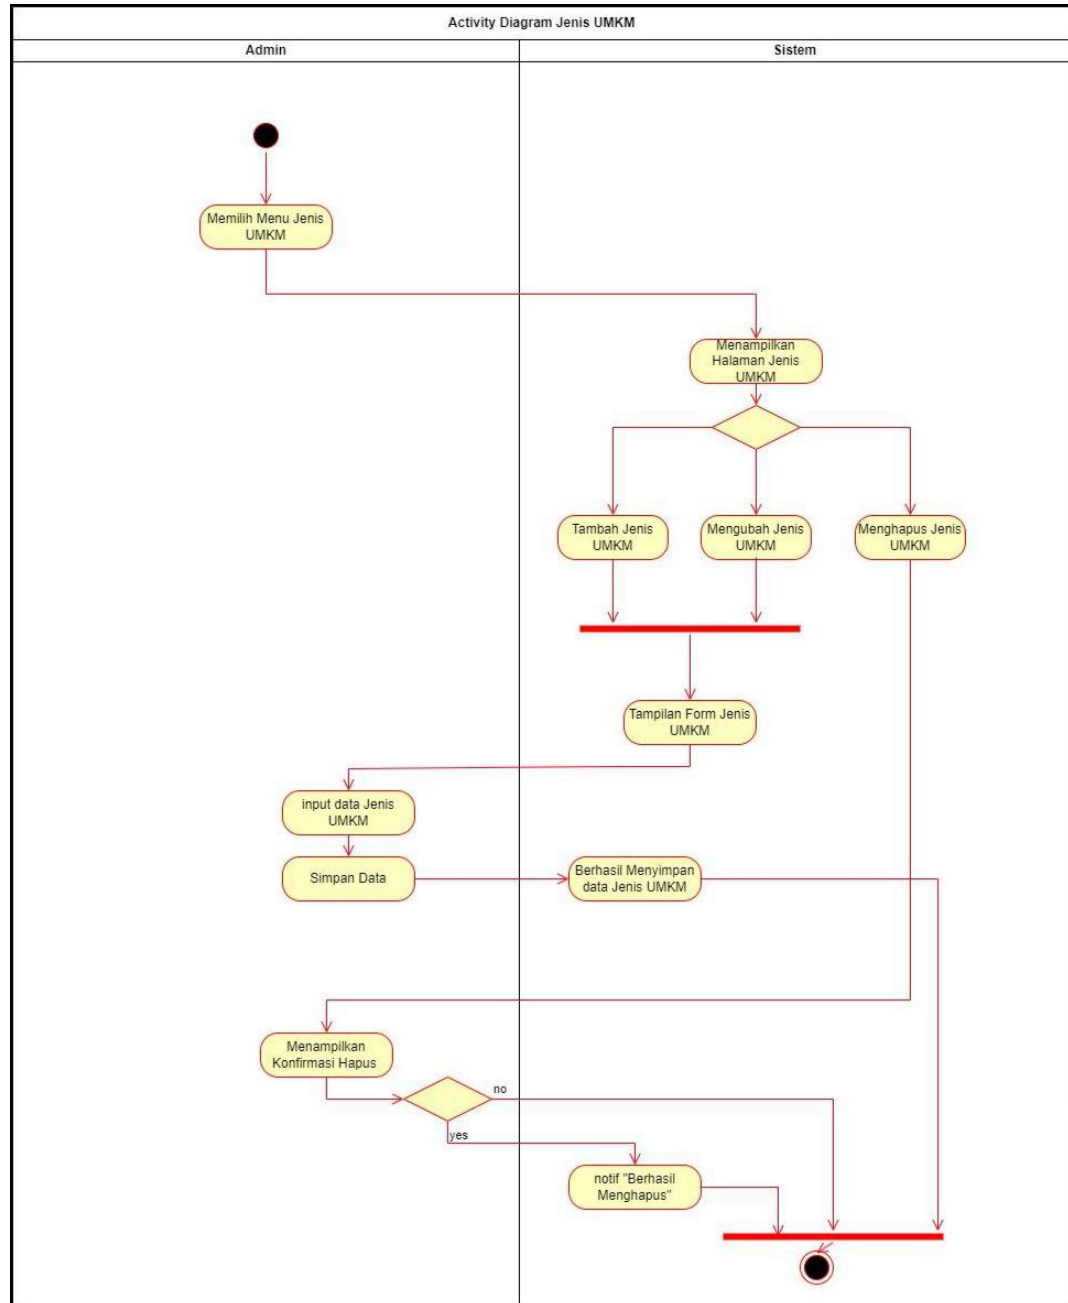 Activity Diagram Jenis UMKM
Admin
Sistem
Memilih Menu Jenis
UMKM
Menampilkan
Halaman Jenis
UMKM
Tambah Jenis
UMKM
Mengubah Jenis
UMKM
Menghapus Jenis
UMKM
Tampilan Form Jenis
UMKM
input data Jenis
UMKM
Simpan Data
Berhasil Menyimpan
data Jenis UMKM
Menampilkan
Konfirmasi Hapus
no
yes
notif "Berhasil
Menghapus"